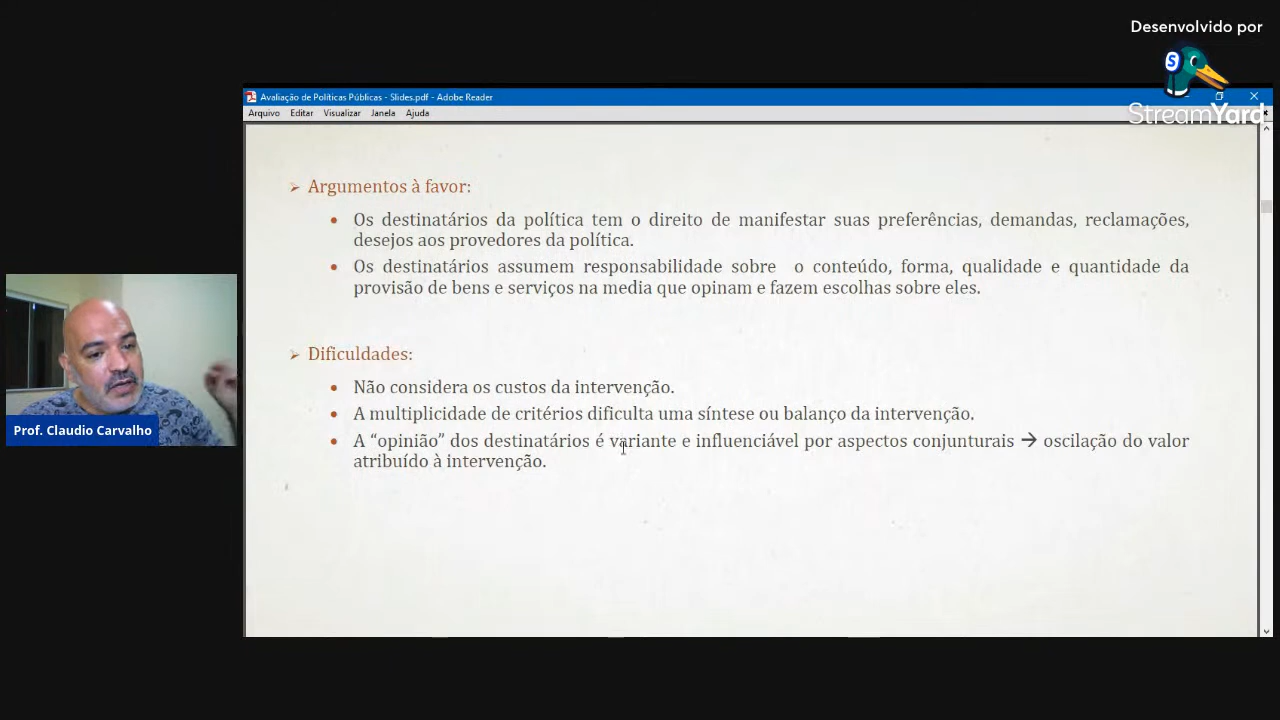 Desenvolvido por
StreamYard
Avaliação de Políticas Públicas - Slides.pdf - Adobe Reader
Arquivo Editar Visualizar Janela Ajuda
➢ Argumentos à favor:
• Os destinatários da política tem o direito de manifestar suas preferências, demandas, reclamações,
desejos aos provedores da política.
• Os destinatários assumem responsabilidade sobre o conteúdo, forma, qualidade e quantidade da
provisão de bens e serviços na media que opinam e fazem escolhas sobre eles.
➢ Dificuldades:
• Não considera os custos da intervenção.
• A multiplicidade de critérios dificulta uma síntese ou balanço da intervenção.
• A “opinião” dos destinatários é variante e influenciável por aspectos conjunturais → oscilação do valor
atribuído à intervenção.
Prof. Claudio Carvalho